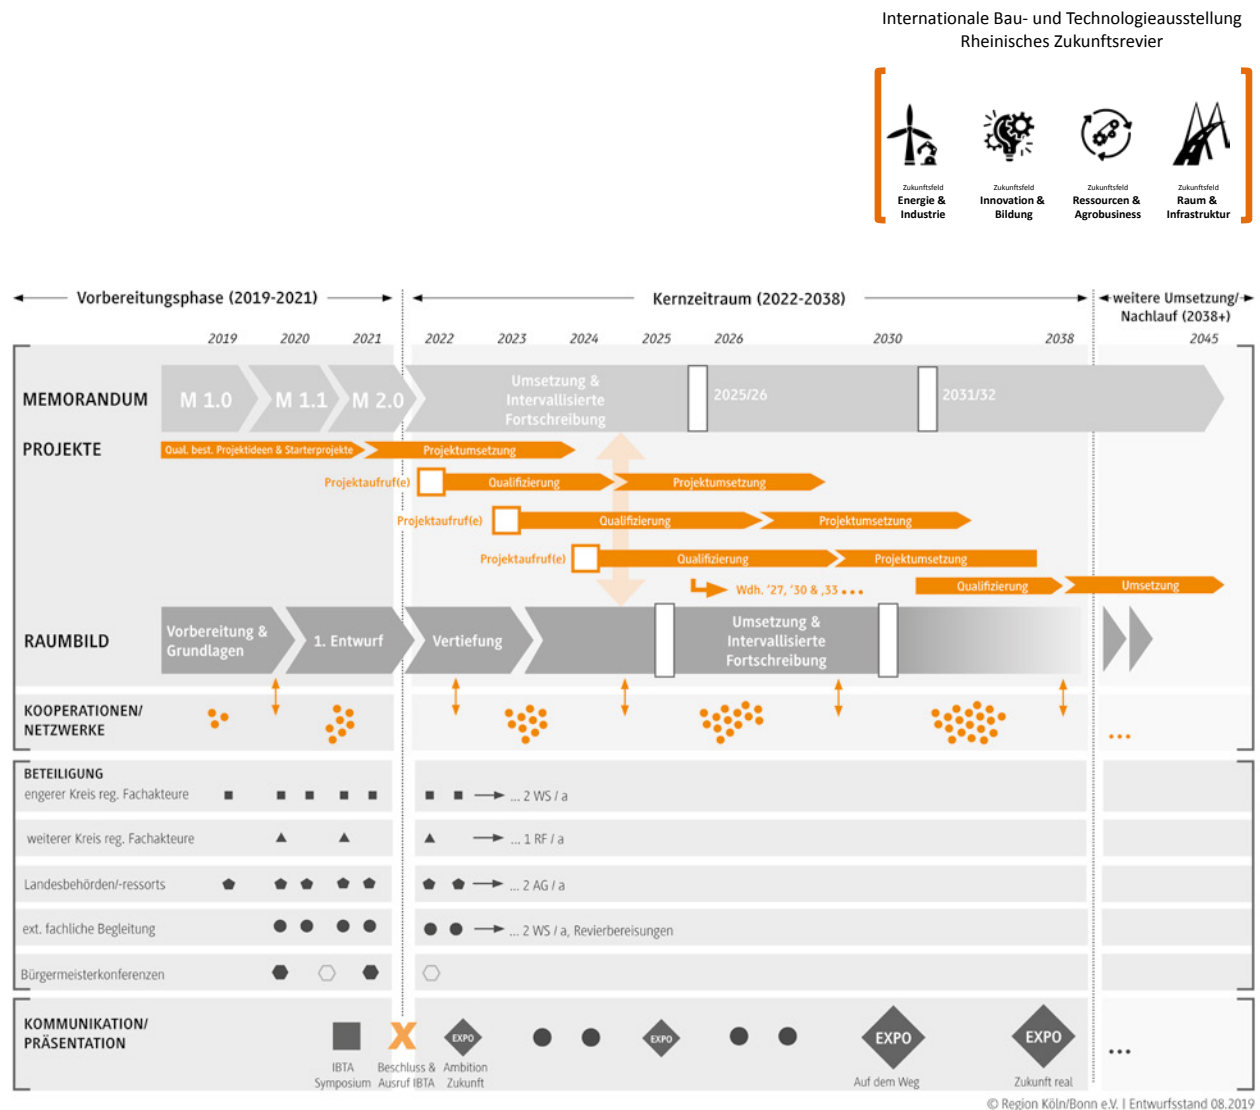 Internationale Bau- und Technologieausstellung
Rheinisches Zukunftsrevier
Zukunftsfeld
Energie &
Industrie
Zukunftsfeld
Innovation &
Bildung
Zukunftsfeld
Ressourcen &
Agrobusiness
Zukunftsfeld
Raum &
Infrastruktur
Vorbereitungsphase (2019-2021)
Kernzeitraum (2022-2038)
weitere Umsetzung/
Nachlauf (2038+)
2019 2020 2021 2022 2023 2024 2025 2026 2030 2038 2045
MEMORANDUM
M 1.0
M 1.1
M 2.0
Umsetzung &
Intervallisierte
Fortschreibung
2025/26
2031/32
PROJEKTE
Qual. best. Projektideen & Starterprojekte
Projektumsetzung
Projektaufruf(e)
Qualifizierung
Projektumsetzung
Projektaufruf(e)
Qualifizierung
Projektumsetzung
Projektaufruf(e)
Qualifizierung
Projektumsetzung
Wdh. '27, '30 & ,33 ...
Qualifizierung
Umsetzung
RAUMBILD
Vorbereitung &
Grundlagen
1. Entwurf
Vertiefung
Umsetzung &
Intervallisierte
Fortschreibung
KOOPERATIONEN/
NETZWERKE
...
BETEILIGUNG
engerer Kreis reg. Fachakteure
... 2 WS / a
weiterer Kreis reg. Fachakteure
... 1 RF / a
Landesbehörden/-ressorts
... 2 AG / a
ext. fachliche Begleitung
... 2 WS / a, Revierbereisungen
Bürgermeisterkonferenzen
KOMMUNIKATION/
PRÄSENTATION
IBTA
Symposium
X
Beschluss &
Ausruf IBTA
EXPO
Ambition
Zukunft
EXPO
EXPO
Auf dem Weg
EXPO
Zukunft real
...
© Region Köln/Bonn e.V. | Entwurfsstand 08.2019